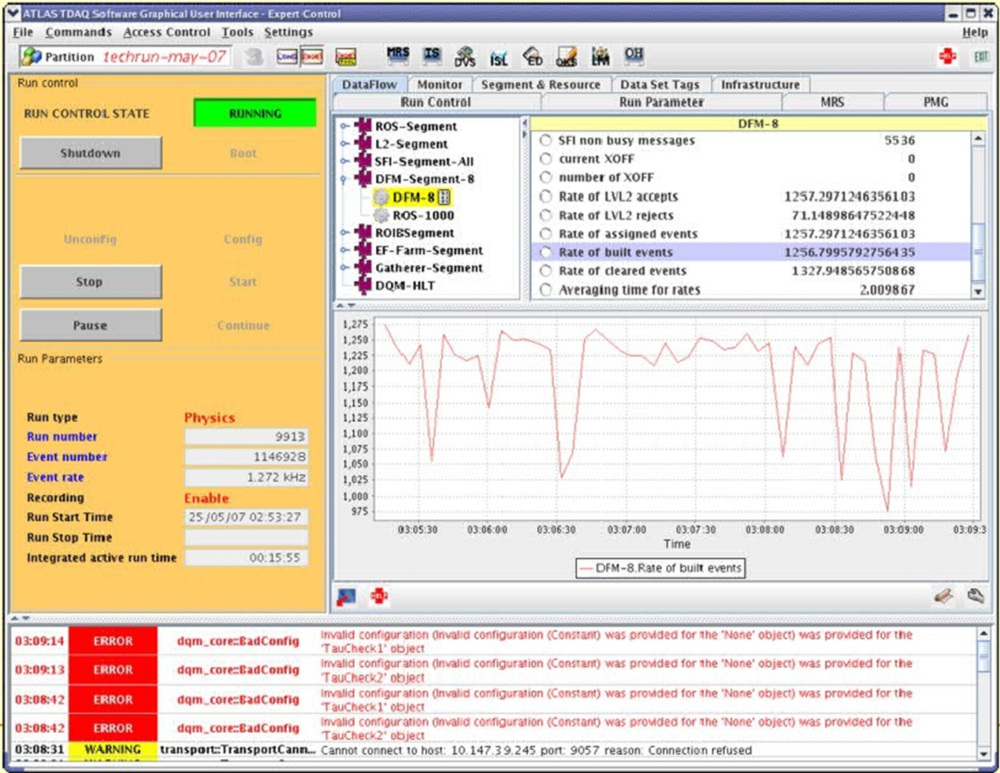 ATLAS TDAQ Software Graphical User Interface - Expert Control
File Commands Access Control Tools Settings Help
Partition techrun-may-07 MRS IS DVS ISL ED OKS LM OH HELP EXIT
Run control
RUN CONTROL STATE RUNNING
Shutdown Boot
Unconfig Config
Stop Start
Pause Continue
Run Parameters
Run type Physics
Run number 9913
Event number 1146928
Event rate 1.272 kHz
Recording Enable
Run Start Time 25/05/07 02:53:27
Run Stop Time
Integrated active run time 00:15:55
DataFlow Monitor Segment & Resource Data Set Tags Infrastructure
Run Control Run Parameter MRS PMG
ROS-Segment
L2-Segment
SFI-Segment-All
DFM-Segment-8
DFM-8
ROS-1000
ROIBSegment
EF-Farm-Segment
Gatherer-Segment
DQM-HLT
DFM-8
SFI non busy messages 5536
current XOFF 0
number of XOFF 0
Rate of LVL2 accepts 1257.2971246356103
Rate of LVL2 rejects 71.14898647522448
Rate of assigned events 1257.2971246356103
Rate of built events 1256.7995792756435
Rate of cleared events 1327.948565750868
Averaging time for rates 2.009867
1,275
1,250
1,225
1,200
1,175
1,150
1,125
1,100
1,075
1,050
1,025
1,000
975
03:05:30 03:06:00 03:06:30 03:07:00 03:07:30 03:08:00 03:08:30 03:09:00 03:09:3
Time
DFM-8.Rate of built events
HELP
03:09:14 ERROR dqm_core::BadConfig Invalid configuration (Invalid configuration (Constant) was provided for the 'None' object) was provided for the
'TauCheck1' object
03:09:13 ERROR dqm_core::BadConfig Invalid configuration (Invalid configuration (Constant) was provided for the 'None' object) was provided for the
'TauCheck2' object
03:08:42 ERROR dqm_core::BadConfig Invalid configuration (Invalid configuration (Constant) was provided for the 'None' object) was provided for the
'TauCheck1' object
03:08:42 ERROR dqm_core::BadConfig Invalid configuration (Invalid configuration (Constant) was provided for the 'None' object) was provided for the
'TauCheck2' object
03:08:31 WARNING transport::TransportCann... Cannot connect to host: 10.147.39.245 port: 9057 reason: Connection refused